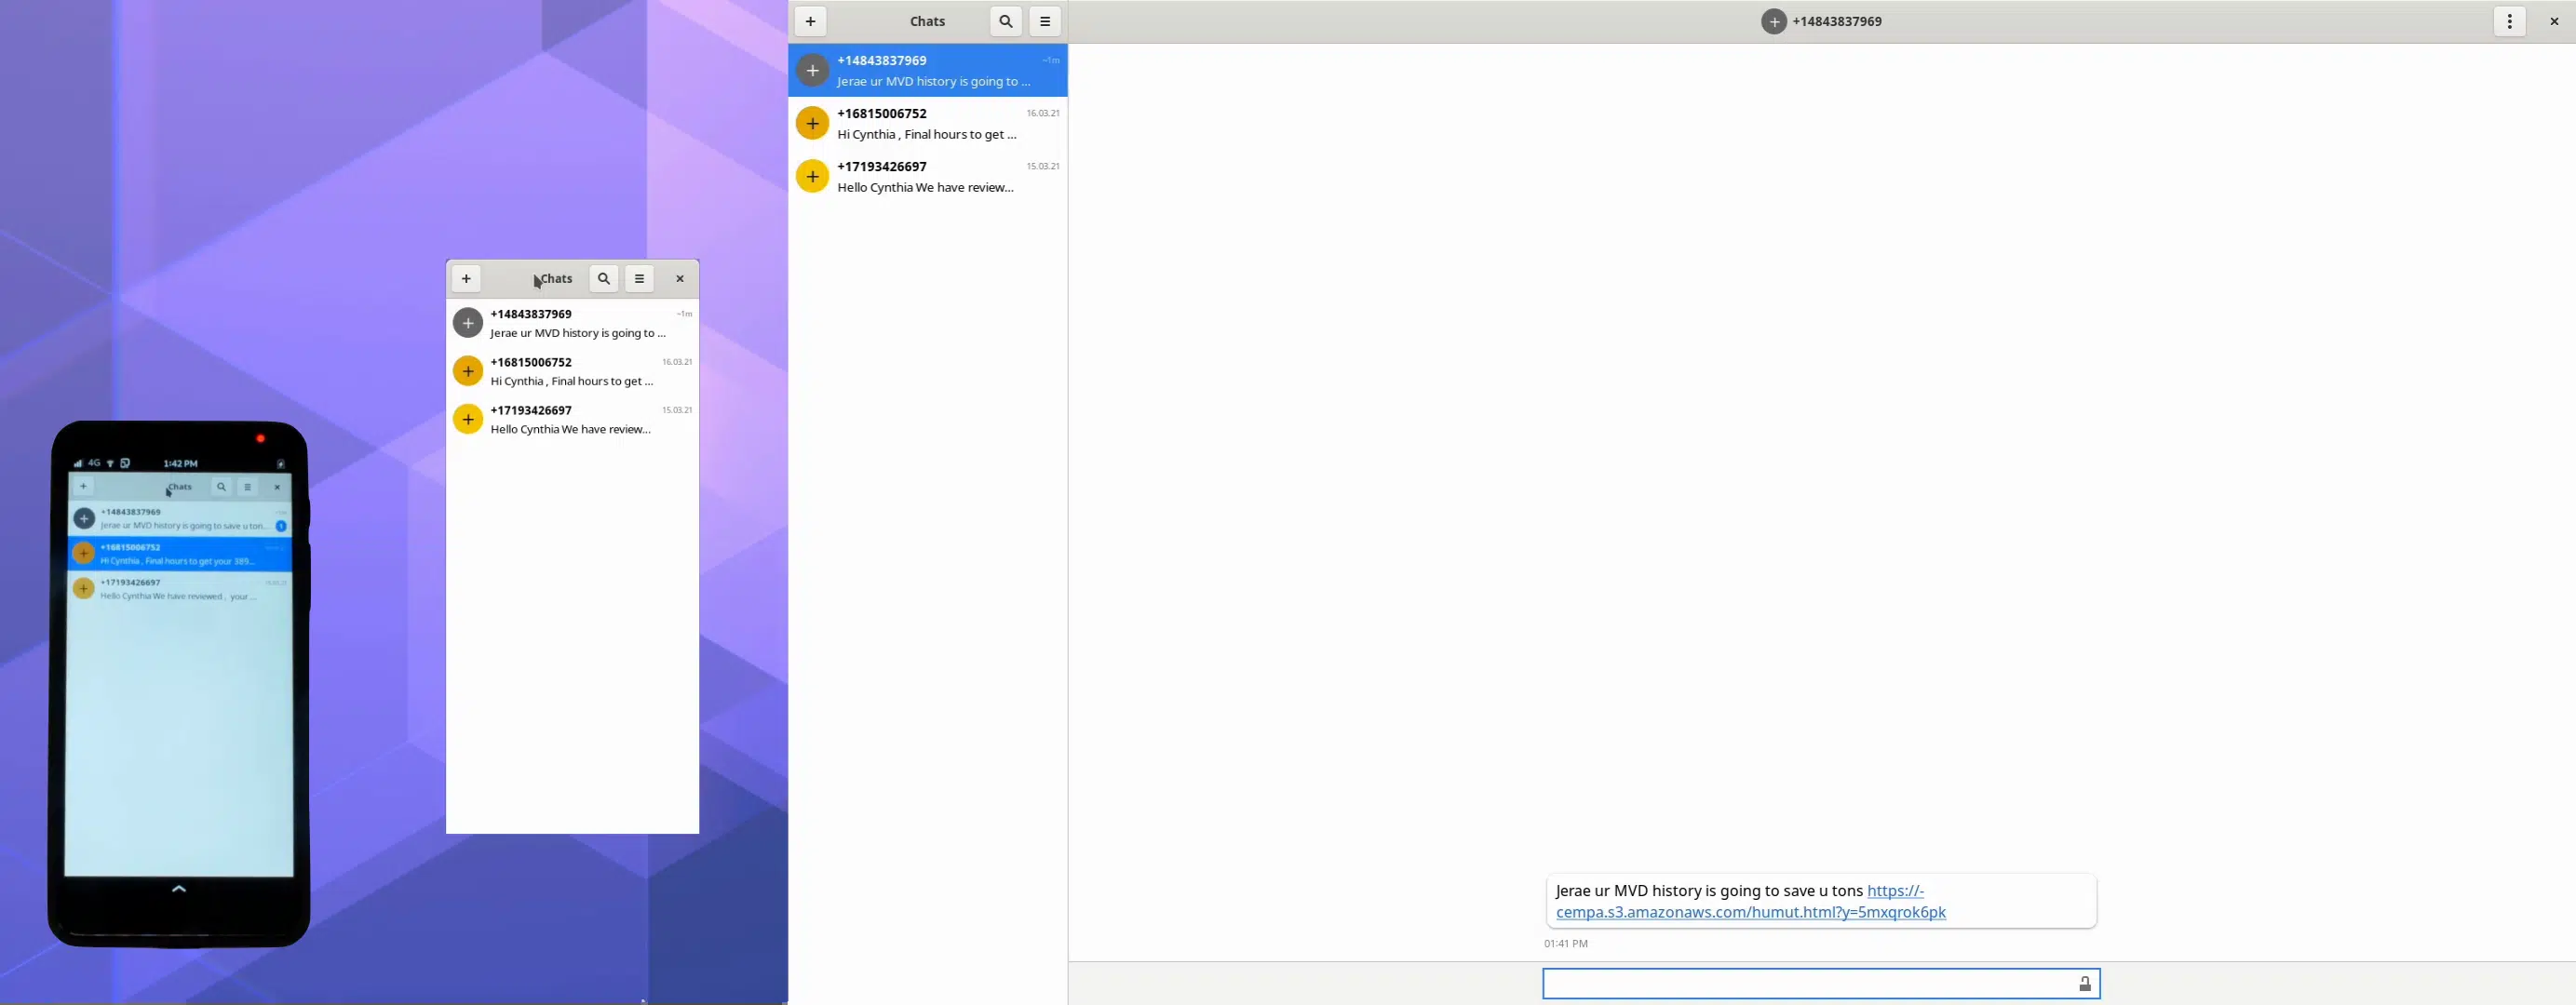 4G
1:42 PM
Chats
+14843837969
Jerae ur MVD history is going to save u ton...
1
+16815006752
Hi Cynthia , Final hours to get your 389...
+17193426697
Hello Cynthia We have reviewed , your ...
Chats
+14843837969
~1m
Jerae ur MVD history is going to ...
+16815006752
16.03.21
Hi Cynthia , Final hours to get ...
+17193426697
15.03.21
Hello Cynthia We have review...
Chats
+14843837969
~1m
Jerae ur MVD history is going to ...
+16815006752
16.03.21
Hi Cynthia , Final hours to get ...
+17193426697
15.03.21
Hello Cynthia We have review...
+14843837969
Jerae ur MVD history is going to save u tons https://-
cempa.s3.amazonaws.com/humut.html?y=5mxqrok6pk
01:41 PM